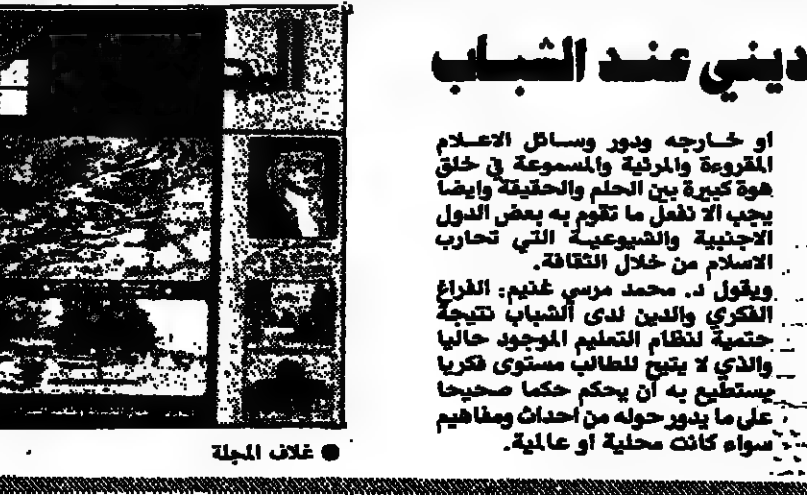 ديني عند الشباب
او خارجه ودور وسائل الاعلام
المقروءة والمرئية والمسموعة في خلق
هوة كبيرة بين الحلم والحقيقة وايضا
يجب الا نغفل ما تقوم به بعض الدول
الاجنبية والشيوعية التي تحارب
الاسلام من خلال الثقافة.
ويقول د. محمد مرسي غنيم: الفراغ
الفكري والدين لدى الشباب نتيجة
حتمية لنظام التعليم الموجود حاليا
والذي لا يتيح للطالب مستوى فكريا
يستطيع به ان يحكم حكما صحيحا
على ما يدور حوله من احداث ومفاهيم
سواء كانت محلية او عالمية.
● غلاف المجلة